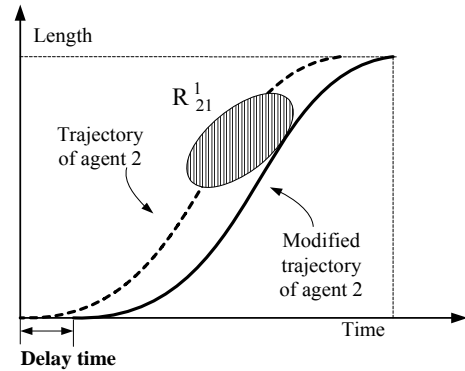 Length
R 1 21
Trajectory
of agent 2
Modified
trajectory
of agent 2
Time
Delay time